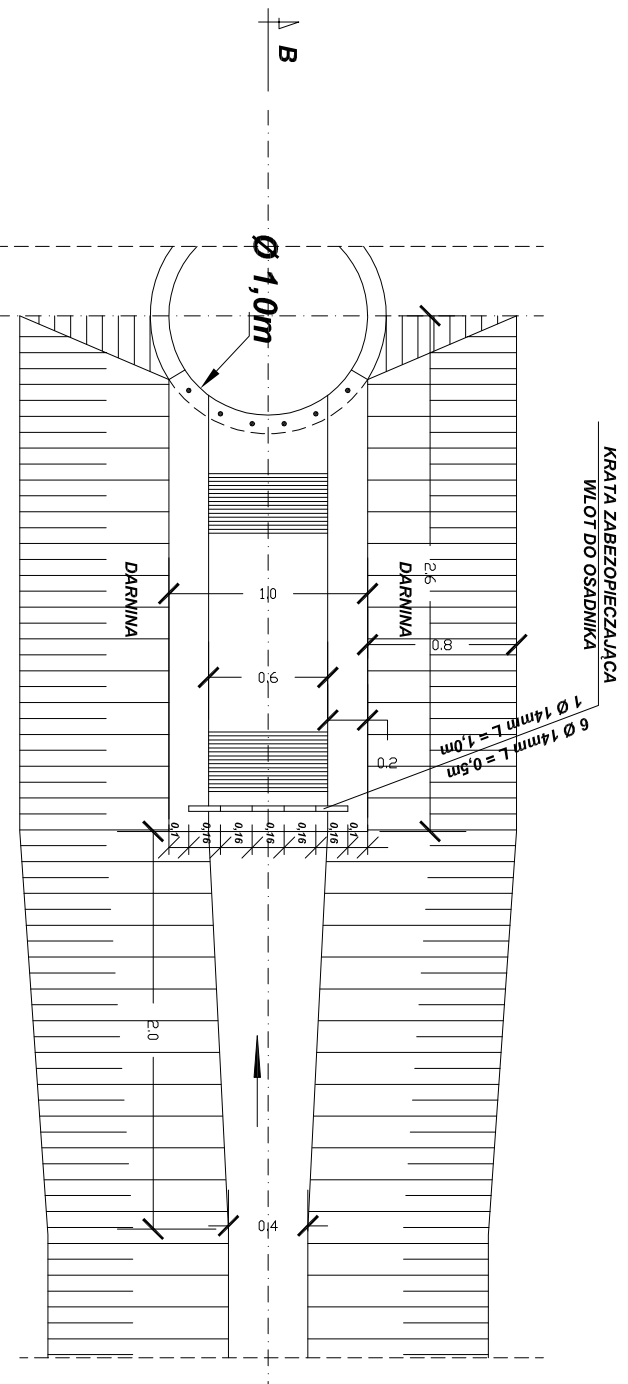 B
Ø 1,0m
KRATA ZABEZOPIECZAJĄCA
WLOT DO OSADNIKA
1 Ø 14mm L = 1,0m
6 Ø 14mm L = 0,5m
DARNINA
DARNINA
2.6
1.0
0.8
0.6
0.2
0,1
0,16
0,16
0,16
0,16
0,16
0,1
2.0
0.4